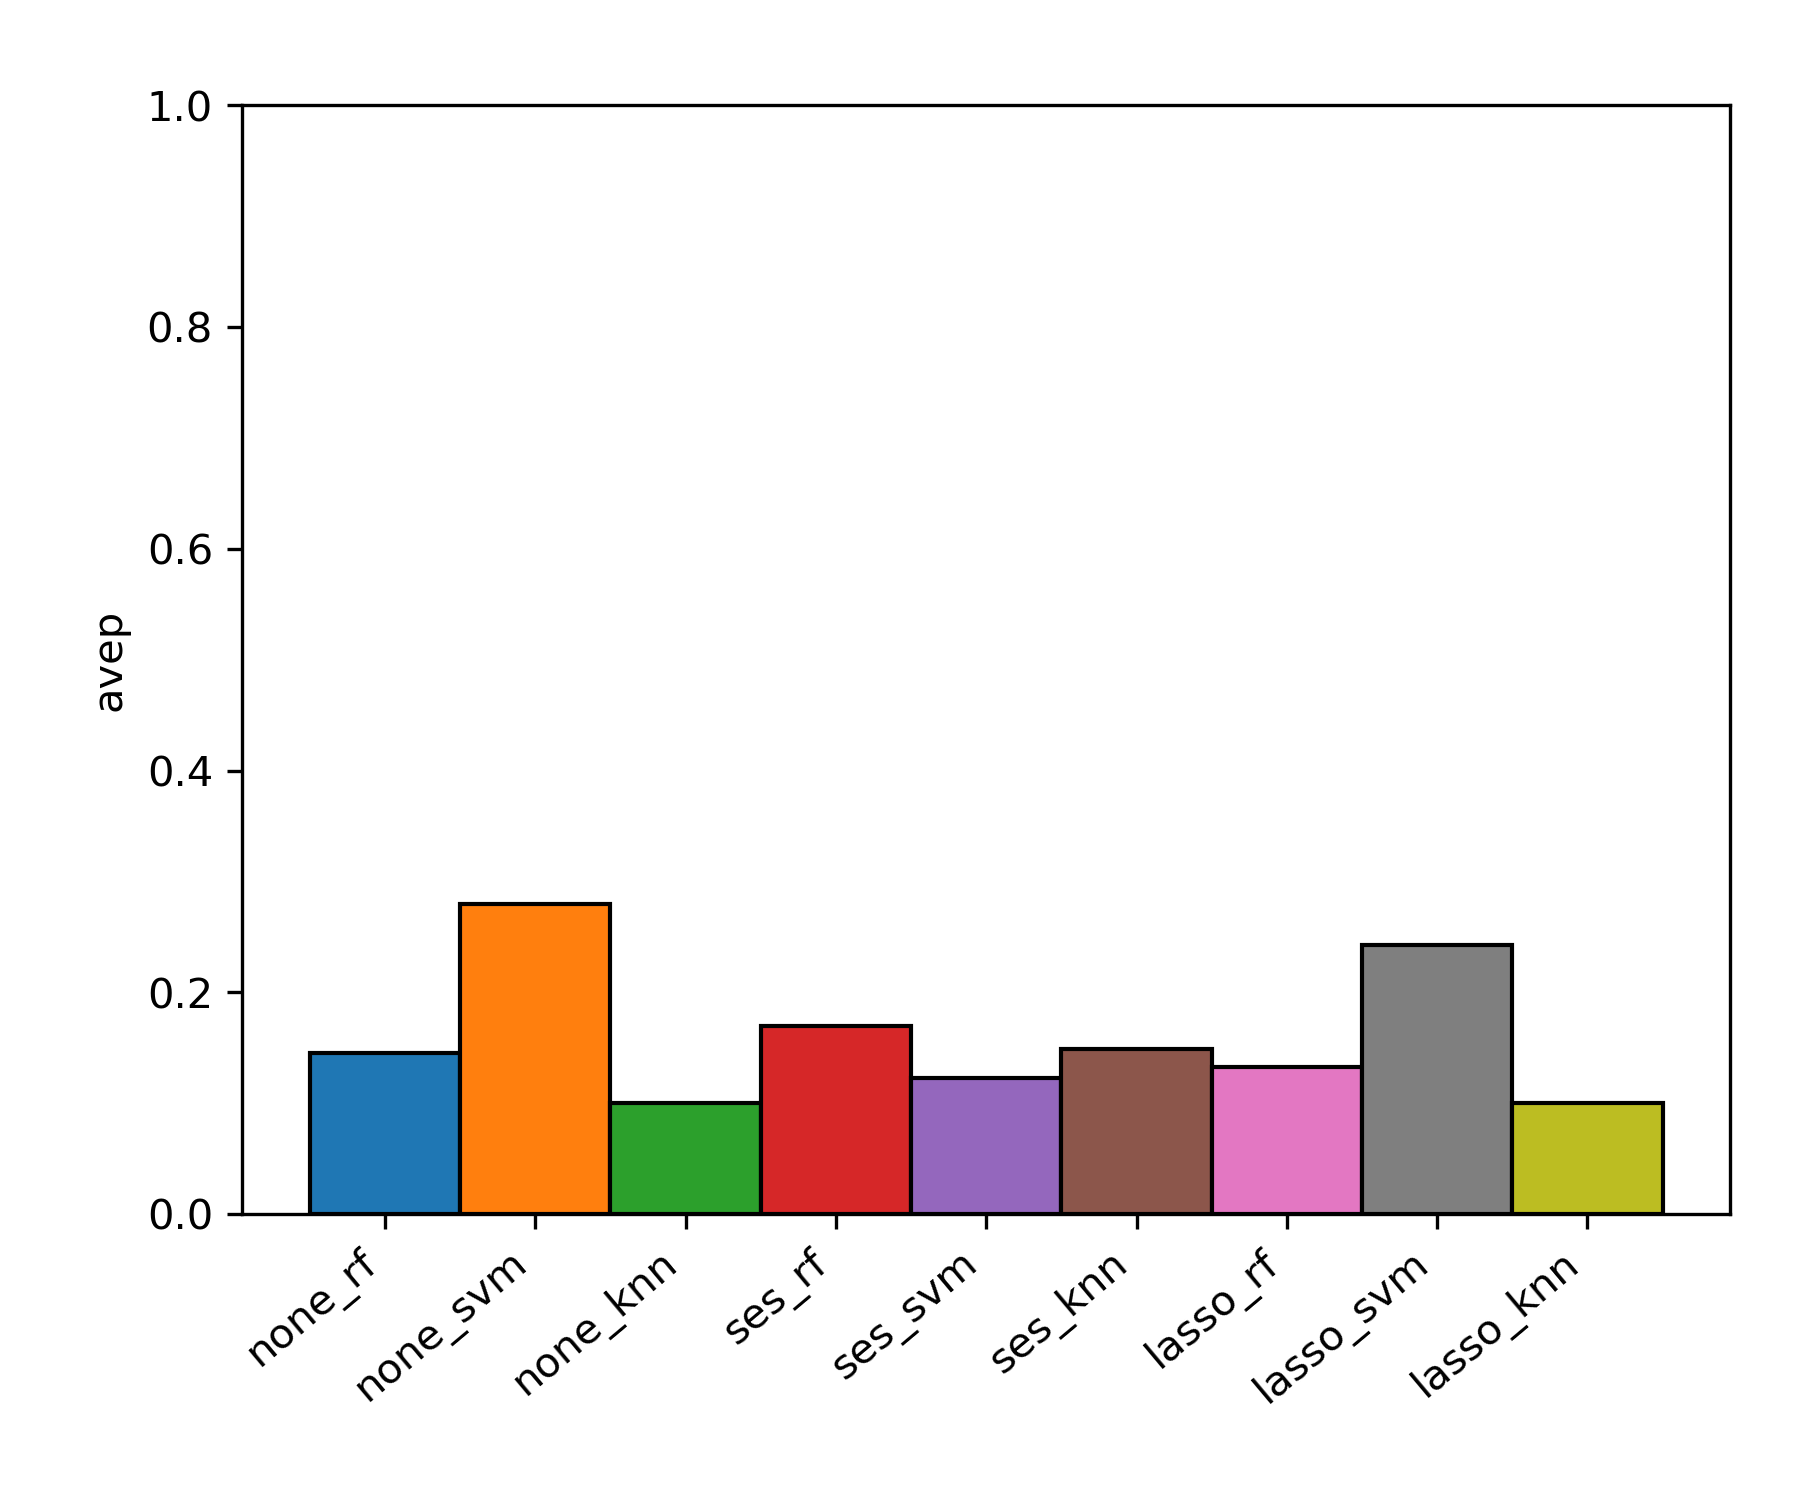 1.0
0.8
0.6
0.4
0.2
0.0
avep
none_rf
none_svm
none_knn
ses_rf
ses_svm
ses_knn
lasso_rf
lasso_svm
lasso_knn